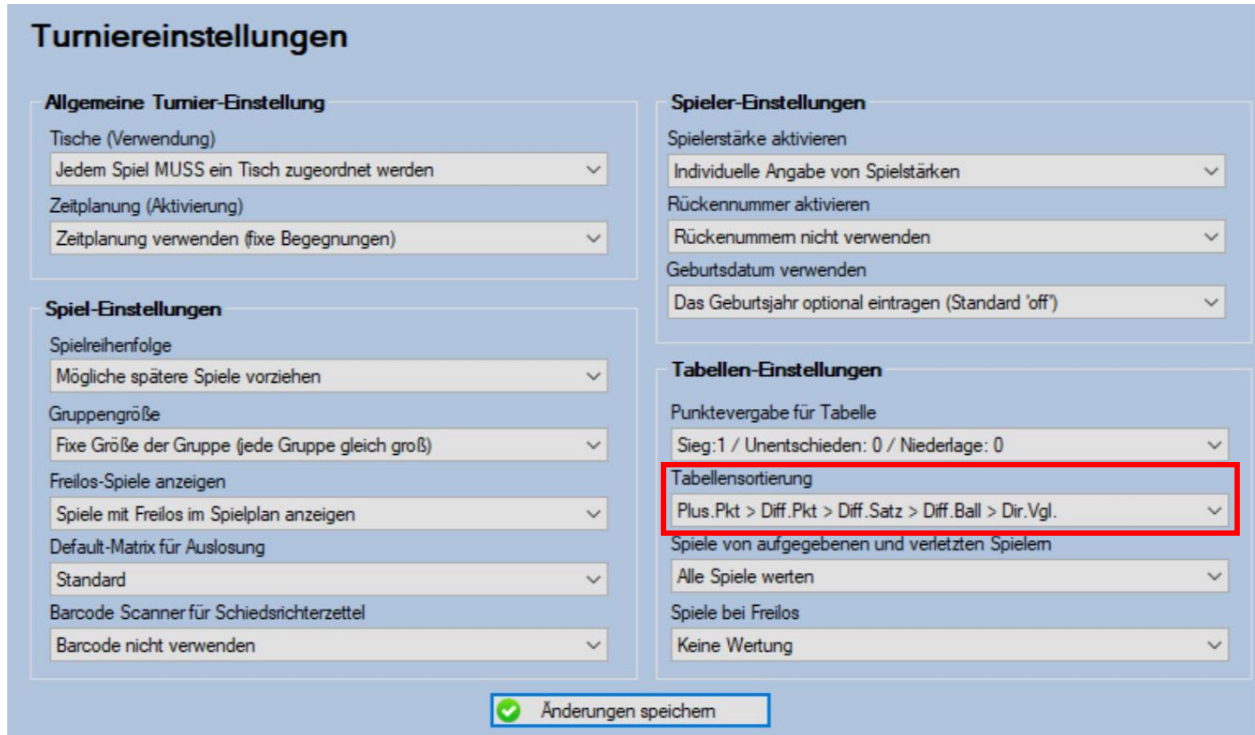 Turniereinstellungen
Allgemeine Turnier-Einstellung
Tische (Verwendung)
Jedem Spiel MUSS ein Tisch zugeordnet werden
Zeitplanung (Aktivierung)
Zeitplanung verwenden (fixe Begegnungen)
Spiel-Einstellungen
Spielreihenfolge
Mögliche spätere Spiele vorziehen
Gruppengröße
Fixe Größe der Gruppe (jede Gruppe gleich groß)
Freilos-Spiele anzeigen
Spiele mit Freilos im Spielplan anzeigen
Default-Matrix für Auslosung
Standard
Barcode Scanner für Schiedsrichterzettel
Barcode nicht verwenden
Spieler-Einstellungen
Spielerstärke aktivieren
Individuelle Angabe von Spielstärken
Rückennummer aktivieren
Rückenummern nicht verwenden
Geburtsdatum verwenden
Das Geburtsjahr optional eintragen (Standard 'off')
Tabellen-Einstellungen
Punktevergabe für Tabelle
Sieg:1 / Unentschieden: 0 / Niederlage: 0
Tabellensortierung
Plus.Pkt > Diff.Pkt > Diff.Satz > Diff.Ball > Dir.Vgl.
Spiele von aufgegebenen und verletzten Spielern
Alle Spiele werten
Spiele bei Freilos
Keine Wertung
Änderungen speichern